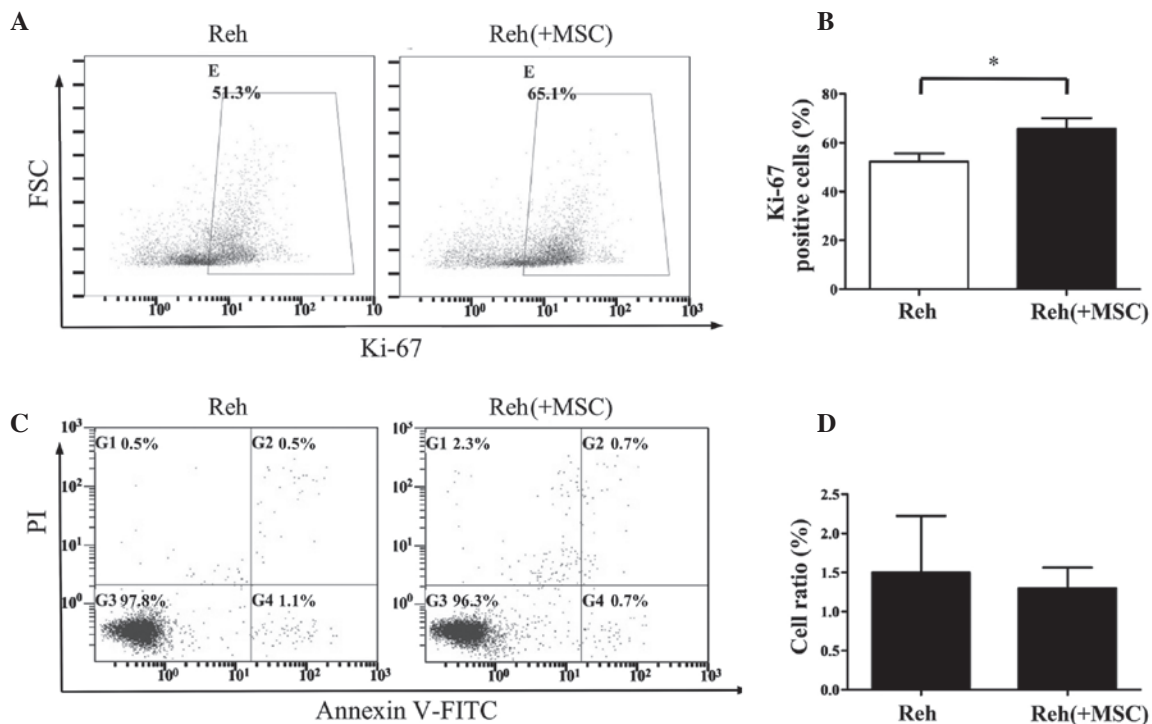 A
Reh
Reh(+MSC)
E
51.3%
E
65.1%
FSC
10⁰ 10¹ 10² 10
10⁰ 10¹ 10² 10³
Ki-67
B
*
Ki-67
positive cells (%)
80
60
40
20
0
Reh
Reh(+MSC)
C
Reh
Reh(+MSC)
PI
10³
10²
10¹
10⁰
G1 0.5%
G2 0.5%
G3 97.8%
G4 1.1%
10⁰ 10¹ 10² 10³
10⁵
10²
10¹
10⁰
G1 2.3%
G2 0.7%
G3 96.3%
G4 0.7%
10⁰ 10¹ 10² 10³
Annexin V-FITC
D
Cell ratio (%)
2.5
2.0
1.5
1.0
0.5
0.0
Reh
Reh(+MSC)